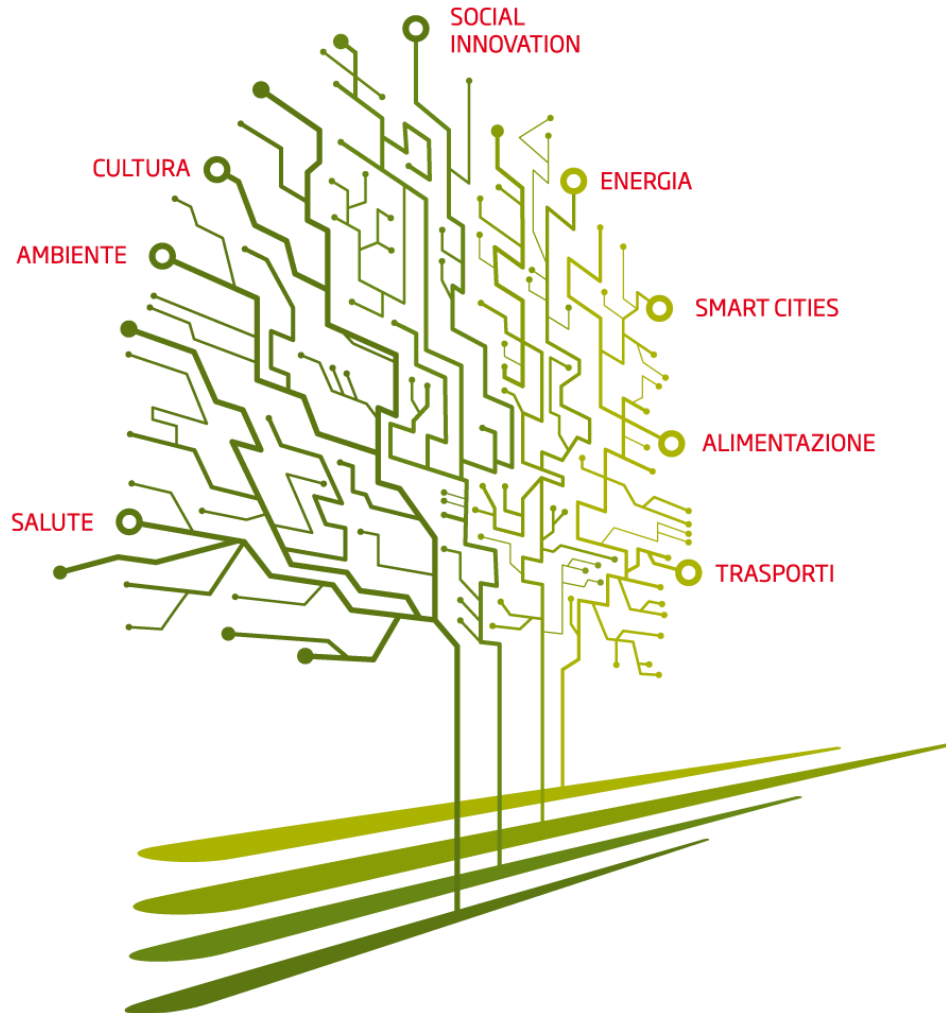 SOCIAL
INNOVATION
CULTURA
ENERGIA
AMBIENTE
SMART CITIES
ALIMENTAZIONE
SALUTE
TRASPORTI